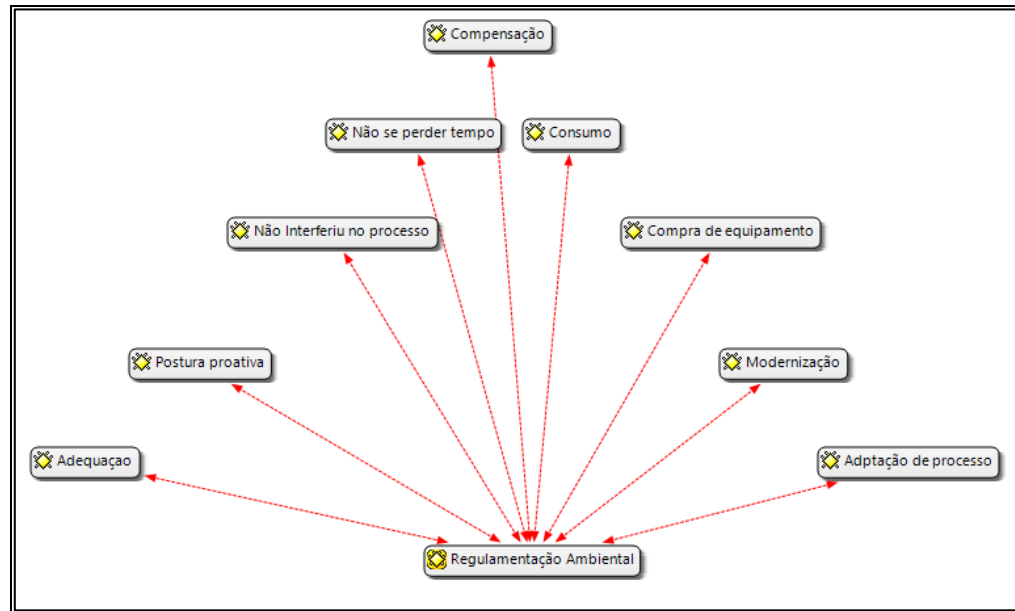 Compensação
Não se perder tempo
Consumo
Não Interferiu no processo
Compra de equipamento
Postura proativa
Modernização
Adequaçao
Adptação de processo
Regulamentação Ambiental